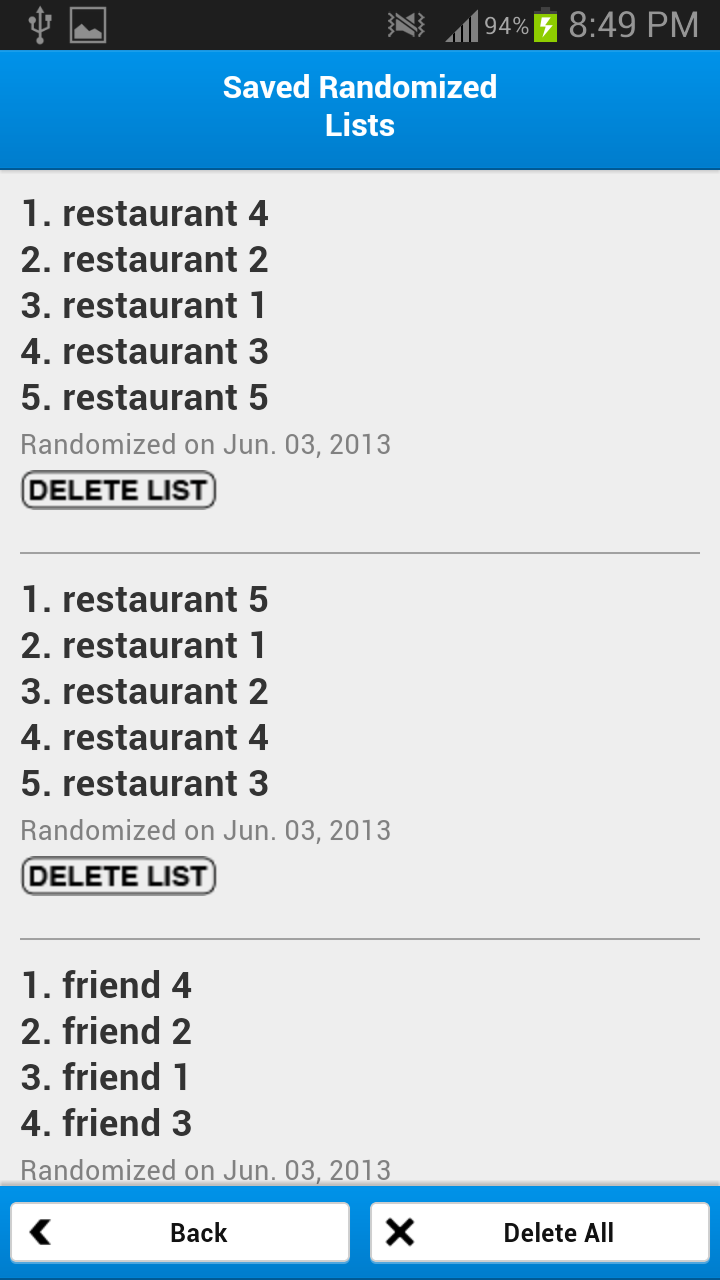 94% 8:49 PM
Saved Randomized
Lists
1. restaurant 4
2. restaurant 2
3. restaurant 1
4. restaurant 3
5. restaurant 5
Randomized on Jun. 03, 2013
DELETE LIST
1. restaurant 5
2. restaurant 1
3. restaurant 2
4. restaurant 4
5. restaurant 3
Randomized on Jun. 03, 2013
DELETE LIST
1. friend 4
2. friend 2
3. friend 1
4. friend 3
Randomized on Jun. 03, 2013
Back
Delete All